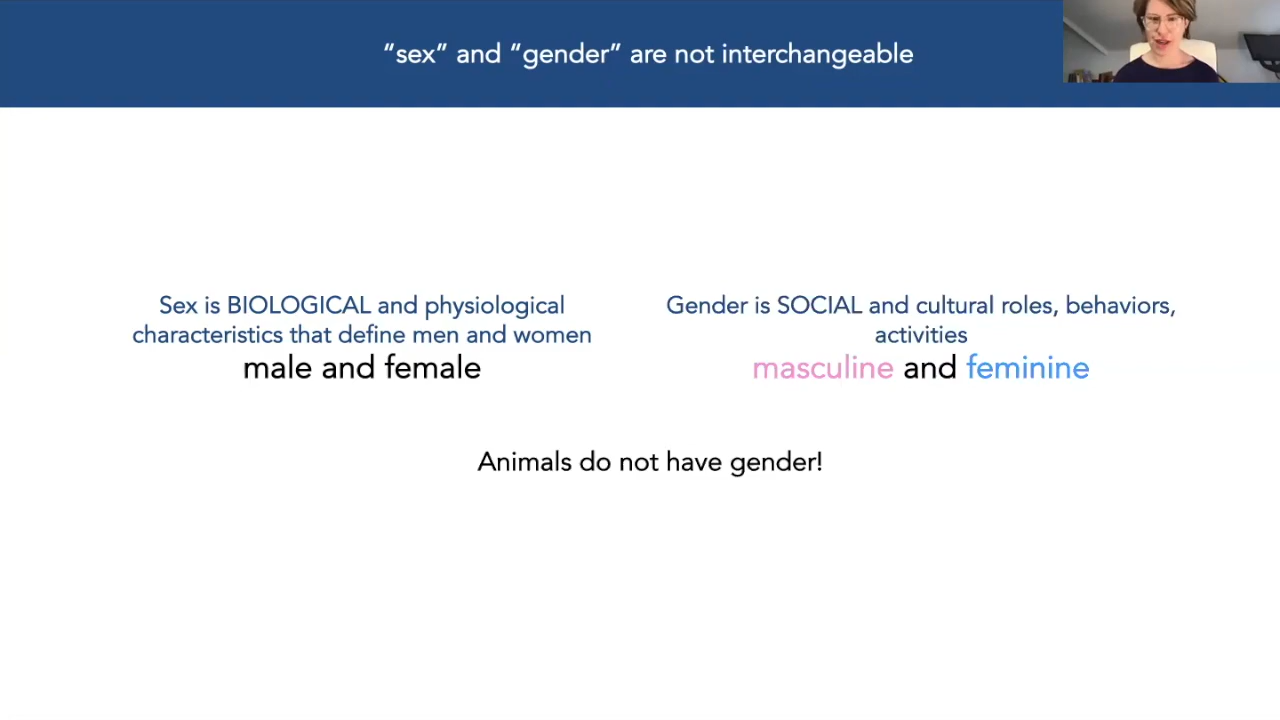 “sex” and “gender” are not interchangeable
Sex is BIOLOGICAL and physiological
characteristics that define men and women
male and female
Gender is SOCIAL and cultural roles, behaviors,
activities
masculine and feminine
Animals do not have gender!